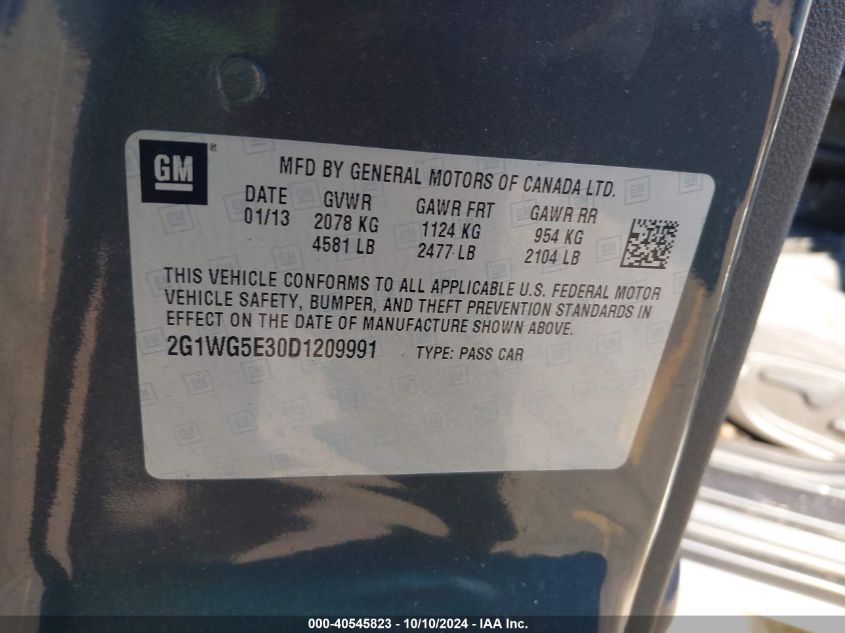 GM ®
MFD BY GENERAL MOTORS OF CANADA LTD.
DATE GVWR GAWR FRT GAWR RR
01/13 2078 KG 1124 KG 954 KG
4581 LB 2477 LB 2104 LB
THIS VEHICLE CONFORMS TO ALL APPLICABLE U.S. FEDERAL MOTOR
VEHICLE SAFETY, BUMPER, AND THEFT PREVENTION STANDARDS IN
EFFECT ON THE DATE OF MANUFACTURE SHOWN ABOVE.
2G1WG5E30D1209991 TYPE: PASS CAR
000-40545823 - 10/10/2024 - IAA Inc.